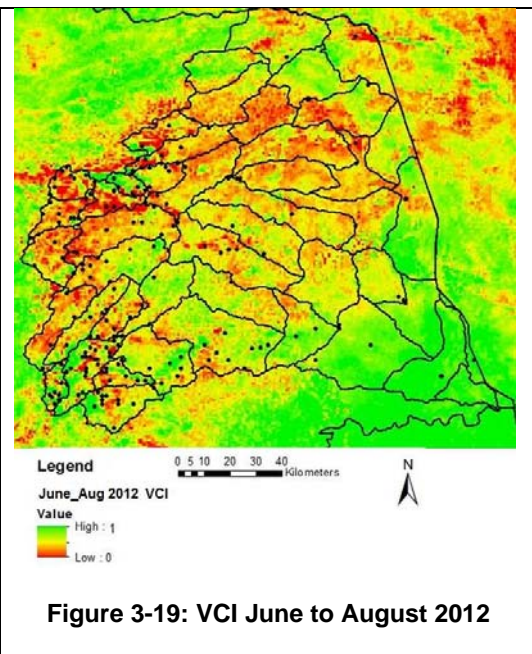 Legend
0 5 10 20 30 40
Kilometers
N
June_Aug 2012 VCI
Value
High : 1
Low : 0
Figure 3-19: VCI June to August 2012